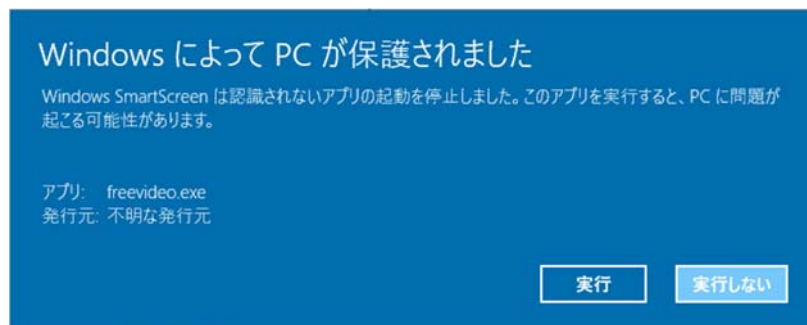 Windows によって PC が保護されました
Windows SmartScreen は認識されないアプリの起動を停止しました。このアプリを実行すると、PC に問題が
起こる可能性があります。
アプリ: freevideo.exe
発行元: 不明な発行元
実行 実行しない